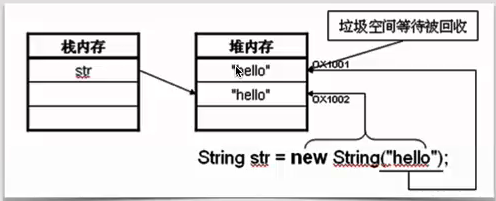 垃圾空间等待被回收
栈内存
堆内存
str
"hello"
OX1001
"hello"
OX1002
String str = new String("hello");